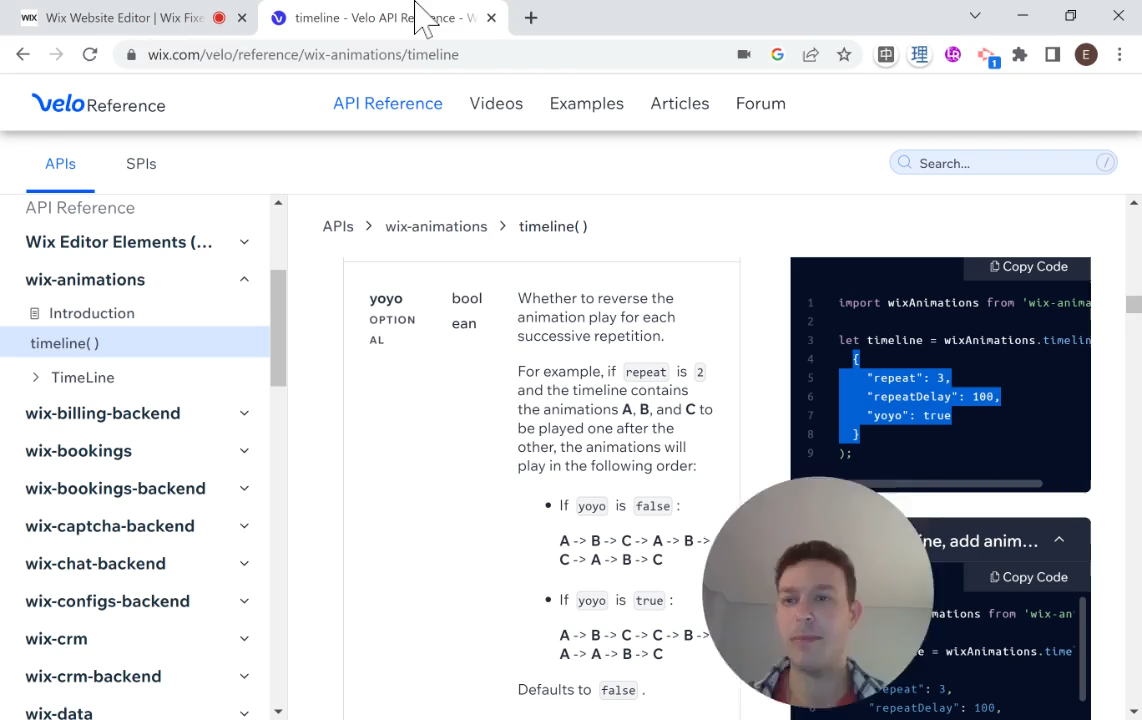 WIX Wix Website Editor | Wix Fixe
timeline - Velo API Re
nce - W
wix.com/velo/reference/wix-animations/timeline
中
理
1
E
velo Reference
API Reference
Videos
Examples
Articles
Forum
APIs
SPIs
Search...
/
API Reference
Wix Editor Elements (...
wix-animations
Introduction
timeline( )
TimeLine
wix-billing-backend
wix-bookings
wix-bookings-backend
wix-captcha-backend
wix-chat-backend
wix-configs-backend
wix-crm
wix-crm-backend
wix-data
APIs > wix-animations > timeline( )
yoyo
OPTION
AL
bool
ean
Whether to reverse the
animation play for each
successive repetition.
For example, if repeat is 2
and the timeline contains
the animations A, B, and C to
be played one after the
other, the animations will
play in the following order:
• If yoyo is false :
A -> B -> C -> A -> B ->
C -> A -> B -> C
• If yoyo is true :
A -> B -> C -> C -> B ->
A -> A -> B -> C
Defaults to false .
Copy Code
1 import wixAnimations from 'wix-anima
2
3 let timeline = wixAnimations.timelin
4 {
5 "repeat": 3,
6 "repeatDelay": 100,
7 "yoyo": true
8 }
9 );
ne, add anim...
Copy Code
mations from 'wix-an
e = wixAnimations.time
epeat": 3,
"repeatDelay": 100,